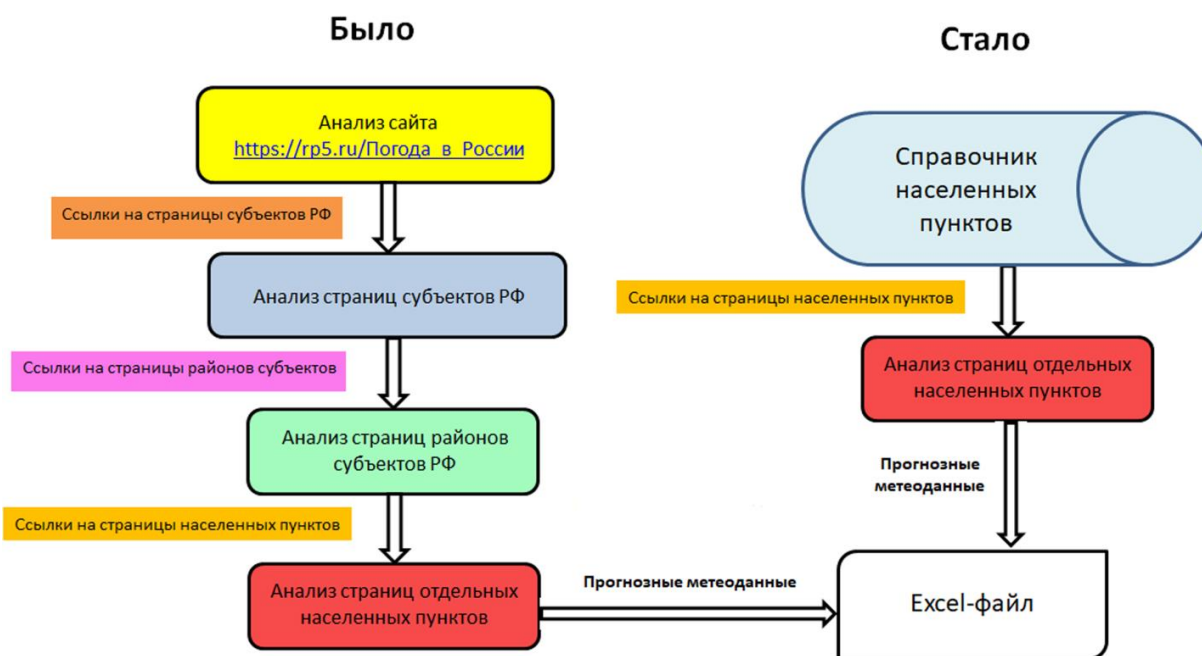 Было
Анализ сайта
https://rp5.ru/Погода_в_России
Ссылки на страницы субъектов РФ
Анализ страниц субъектов РФ
Ссылки на страницы районов субъектов
Анализ страниц районов
субъектов РФ
Ссылки на страницы населенных пунктов
Анализ страниц отдельных
населенных пунктов
Прогнозные метеоданные
Стало
Справочник
населенных
пунктов
Ссылки на страницы населенных пунктов
Анализ страниц отдельных
населенных пунктов
Прогнозные
метеоданные
Excel-файл